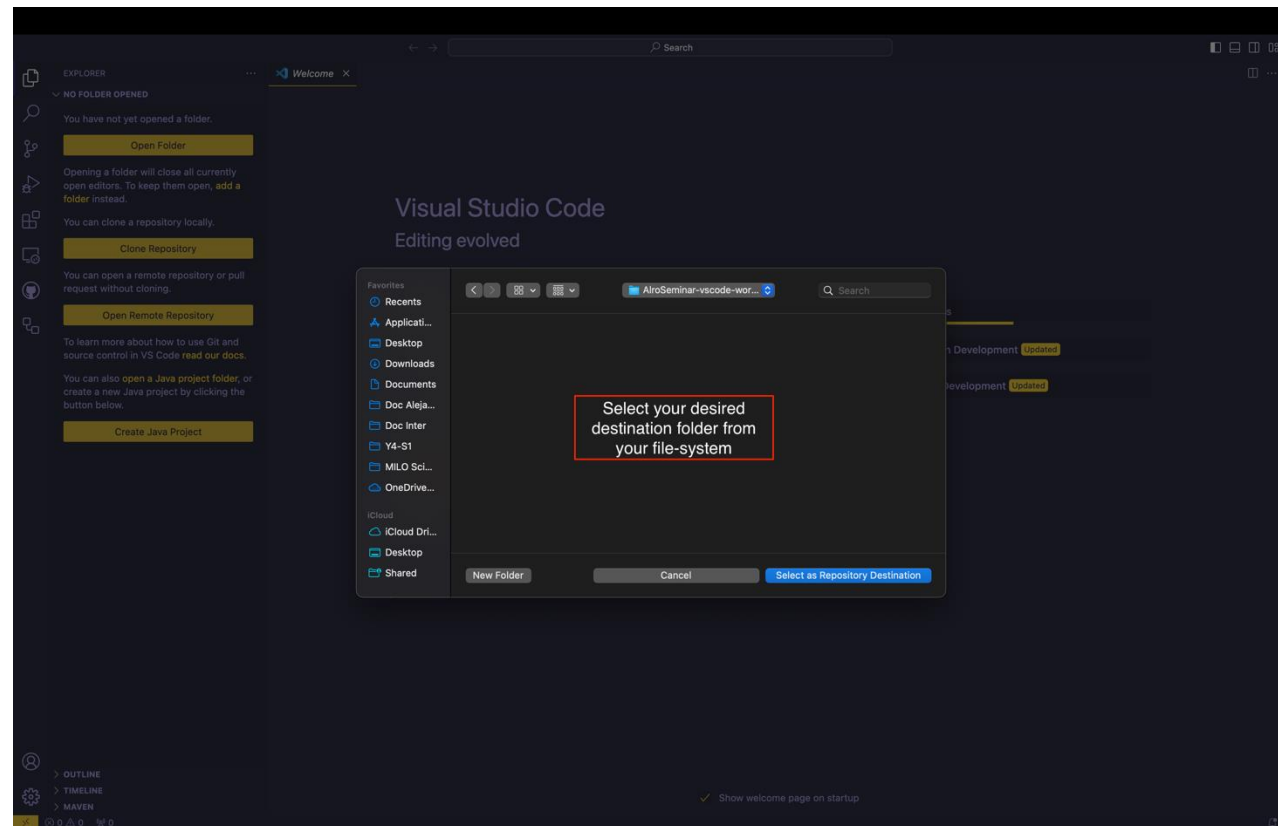 Search
EXPLORER
Welcome
NO FOLDER OPENED
You have not yet opened a folder.
Open Folder
Opening a folder will close all currently
open editors. To keep them open, add a
folder instead.
You can clone a repository locally.
Clone Repository
You can open a remote repository or pull
request without cloning.
Open Remote Repository
To learn more about how to use Git and
source control in VS Code read our docs.
You can also open a Java project folder, or
create a new Java project by clicking the
button below.
Create Java Project
OUTLINE
TIMELINE
MAVEN
0 0 0
Visual Studio Code
Editing evolved
Favorites
Recents
Applicati...
Desktop
Downloads
Documents
Doc Aleja...
Doc Inter
Y4-S1
MILO Sci...
OneDrive...
iCloud
iCloud Dri...
Desktop
Shared
AlroSeminar-vscode-wor...
Search
Select your desired
destination folder from
your file-system
New Folder
Cancel
Select as Repository Destination
s
Development Updated
Development Updated
Show welcome page on startup